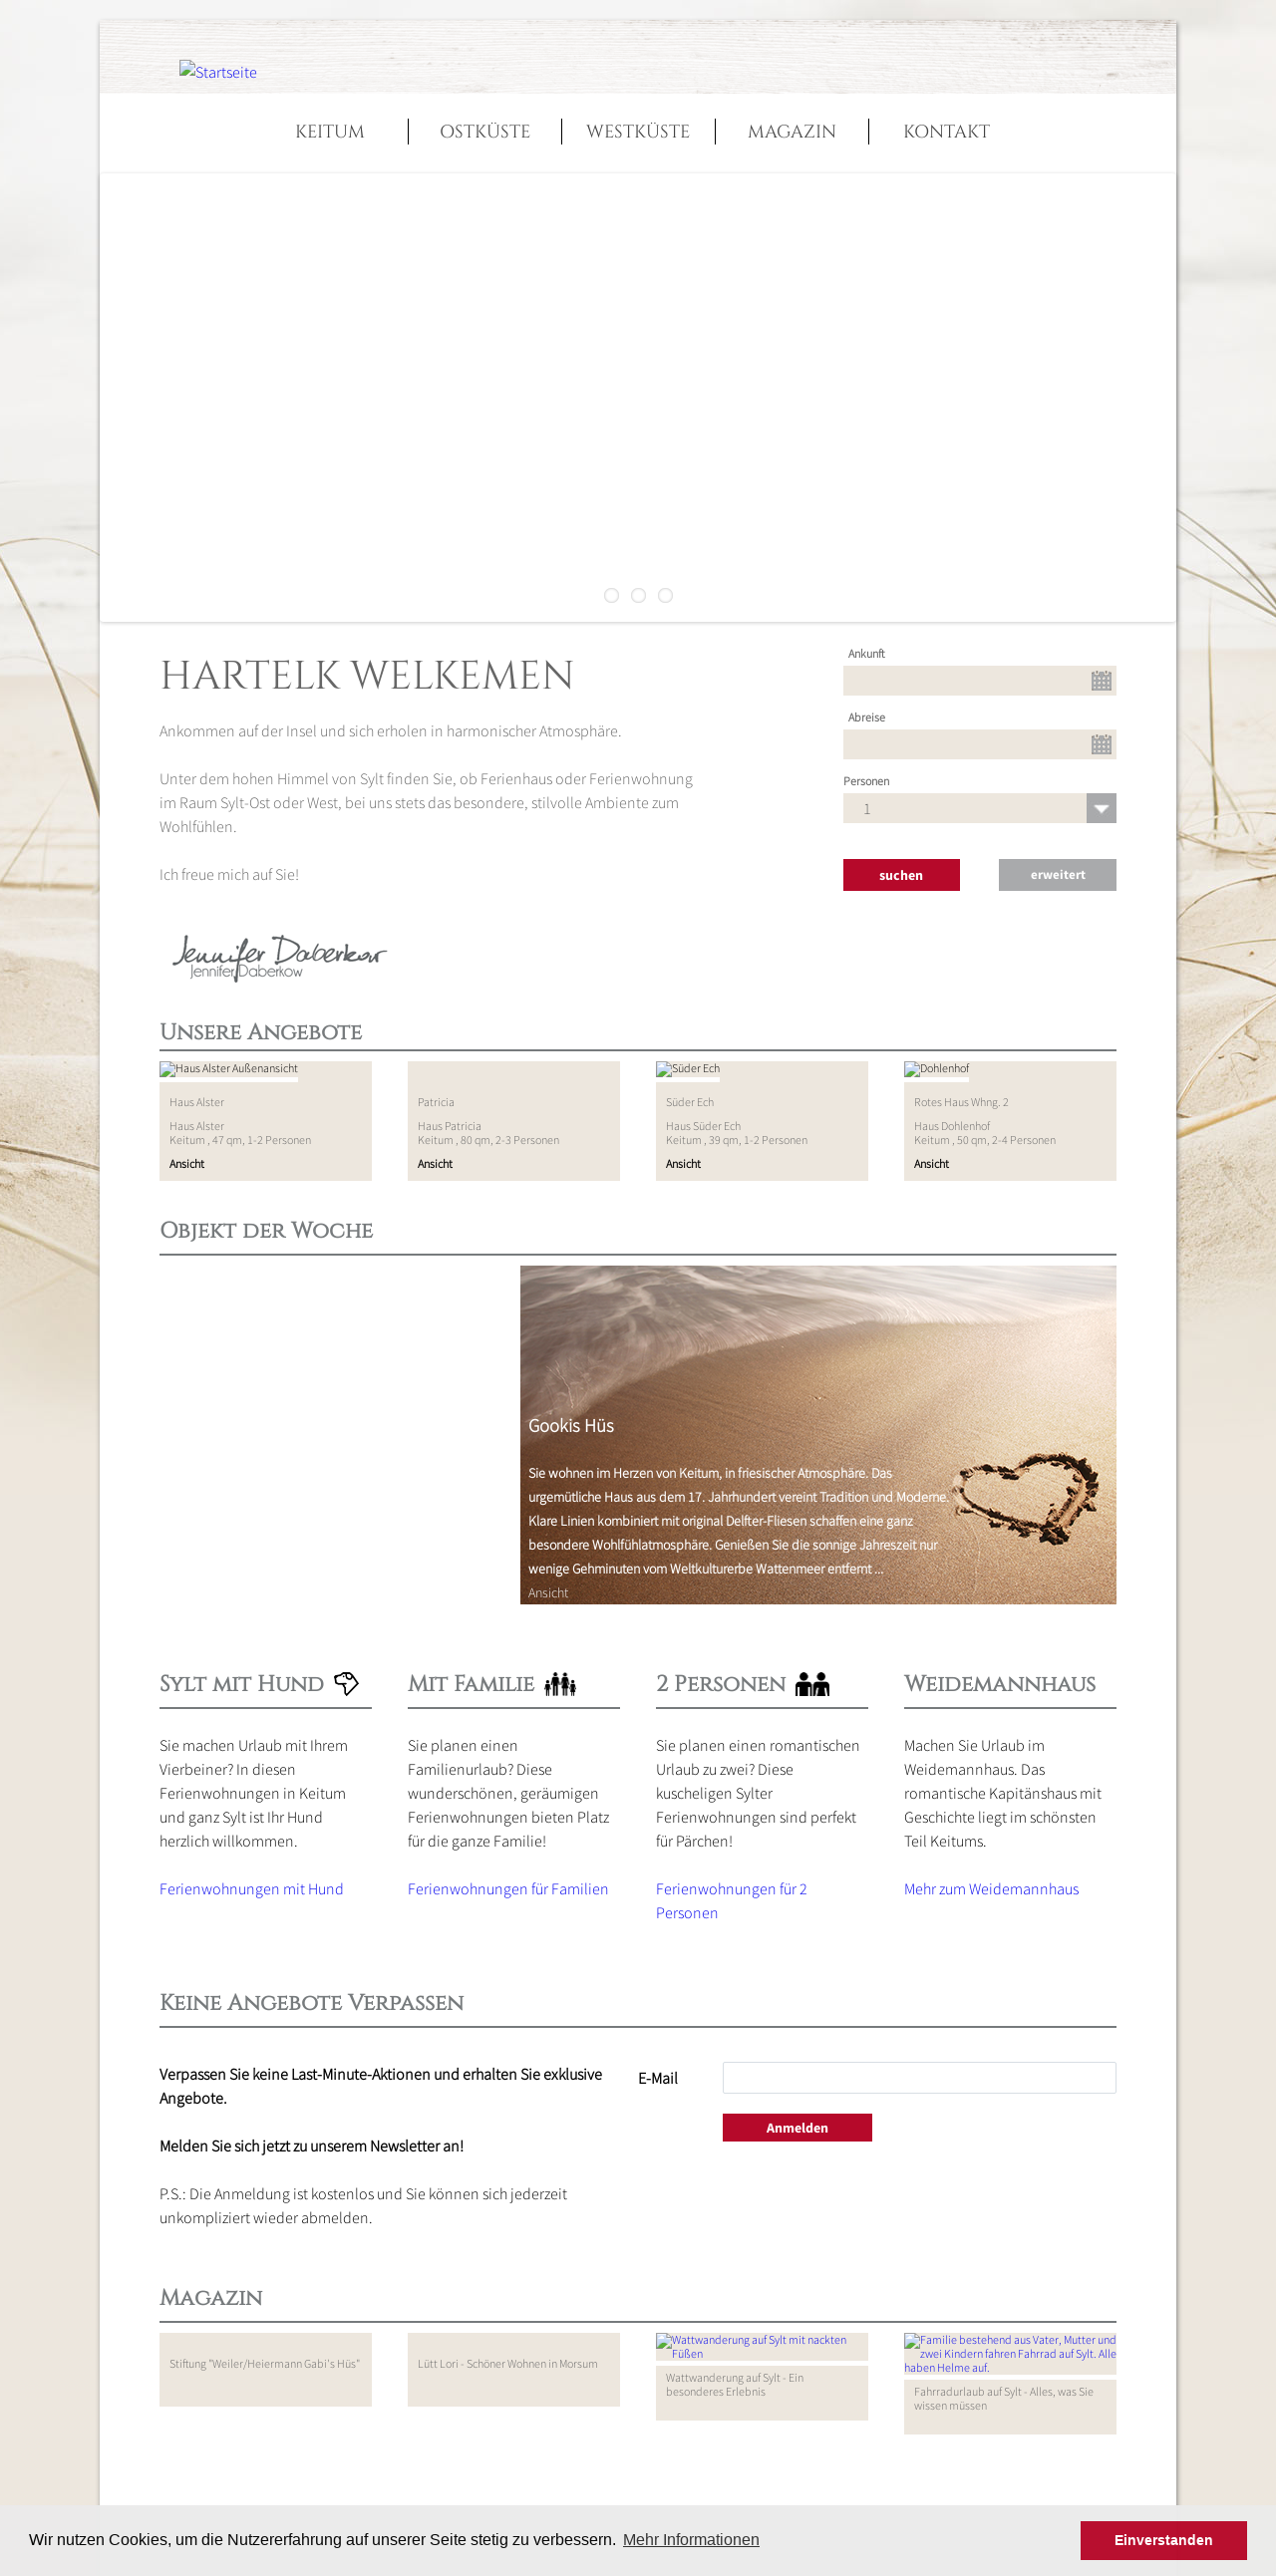 Startseite
KEITUM
OSTKÜSTE
WESTKÜSTE
MAGAZIN
KONTAKT
HARTELK WELKEMEN
Ankommen auf der Insel und sich erholen in harmonischer Atmosphäre.
Unter dem hohen Himmel von Sylt finden Sie, ob Ferienhaus oder Ferienwohnung
im Raum Sylt-Ost oder West, bei uns stets das besondere, stilvolle Ambiente zum
Wohlfühlen.
Ich freue mich auf Sie!
Jennifer Daberkow
Jennifer Daberkow
Ankunft
Abreise
Personen
1
suchen
erweitert
Unsere Angebote
Haus Alster Außenansicht
Haus Alster
Haus Alster
Keitum , 47 qm, 1-2 Personen
Ansicht
Patricia
Haus Patricia
Keitum , 80 qm, 2-3 Personen
Ansicht
Süder Ech
Süder Ech
Haus Süder Ech
Keitum , 39 qm, 1-2 Personen
Ansicht
Dohlenhof
Rotes Haus Whng. 2
Haus Dohlenhof
Keitum , 50 qm, 2-4 Personen
Ansicht
Objekt der Woche
Gookis Hüs
Sie wohnen im Herzen von Keitum, in friesischer Atmosphäre. Das
urgemütliche Haus aus dem 17. Jahrhundert vereint Tradition und Moderne.
Klare Linien kombiniert mit original Delfter-Fliesen schaffen eine ganz
besondere Wohlfühlatmosphäre. Genießen Sie die sonnige Jahreszeit nur
wenige Gehminuten vom Weltkulturerbe Wattenmeer entfernt ...
Ansicht
Sylt mit Hund
Sie machen Urlaub mit Ihrem
Vierbeiner? In diesen
Ferienwohnungen in Keitum
und ganz Sylt ist Ihr Hund
herzlich willkommen.
Ferienwohnungen mit Hund
Mit Familie
Sie planen einen
Familienurlaub? Diese
wunderschönen, geräumigen
Ferienwohnungen bieten Platz
für die ganze Familie!
Ferienwohnungen für Familien
2 Personen
Sie planen einen romantischen
Urlaub zu zwei? Diese
kuscheligen Sylter
Ferienwohnungen sind perfekt
für Pärchen!
Ferienwohnungen für 2
Personen
Weidemannhaus
Machen Sie Urlaub im
Weidemannhaus. Das
romantische Kapitänshaus mit
Geschichte liegt im schönsten
Teil Keitums.
Mehr zum Weidemannhaus
Keine Angebote Verpassen
Verpassen Sie keine Last-Minute-Aktionen und erhalten Sie exklusive
Angebote.
Melden Sie sich jetzt zu unserem Newsletter an!
P.S.: Die Anmeldung ist kostenlos und Sie können sich jederzeit
unkompliziert wieder abmelden.
E-Mail
Anmelden
Magazin
Stiftung "Weiler/Heiermann Gabi's Hüs"
Lütt Lori - Schöner Wohnen in Morsum
Wattwanderung auf Sylt mit nackten
Füßen
Wattwanderung auf Sylt - Ein
besonderes Erlebnis
Familie bestehend aus Vater, Mutter und
zwei Kindern fahren Fahrrad auf Sylt. Alle
haben Helme auf.
Fahrradurlaub auf Sylt - Alles, was Sie
wissen müssen
Wir nutzen Cookies, um die Nutzererfahrung auf unserer Seite stetig zu verbessern. Mehr Informationen
Einverstanden